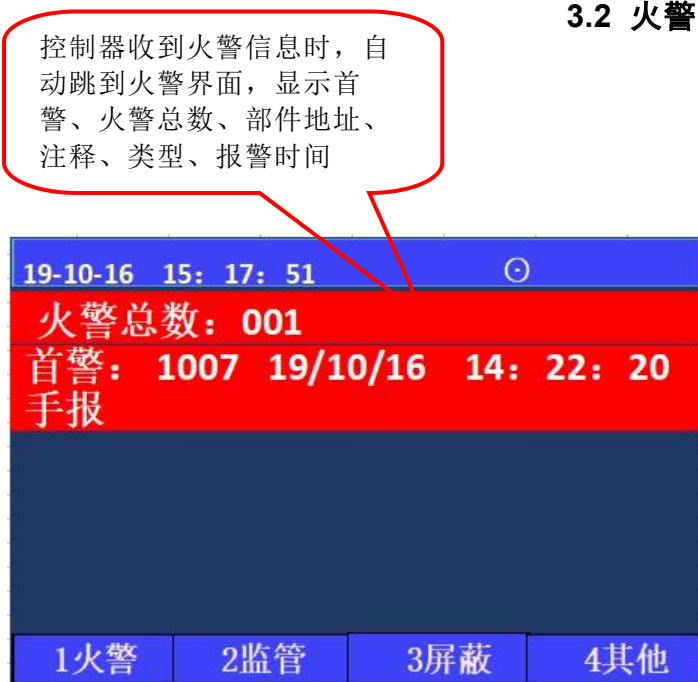 3.2 火警
控制器收到火警信息时，自
动跳到火警界面，显示首
警、火警总数、部件地址、
注释、类型、报警时间
19-10-16 15：17：51 ⊙
火警总数：001
首警： 1007 19/10/16 14：22：20
手报
1火警 2监管 3屏蔽 4其他